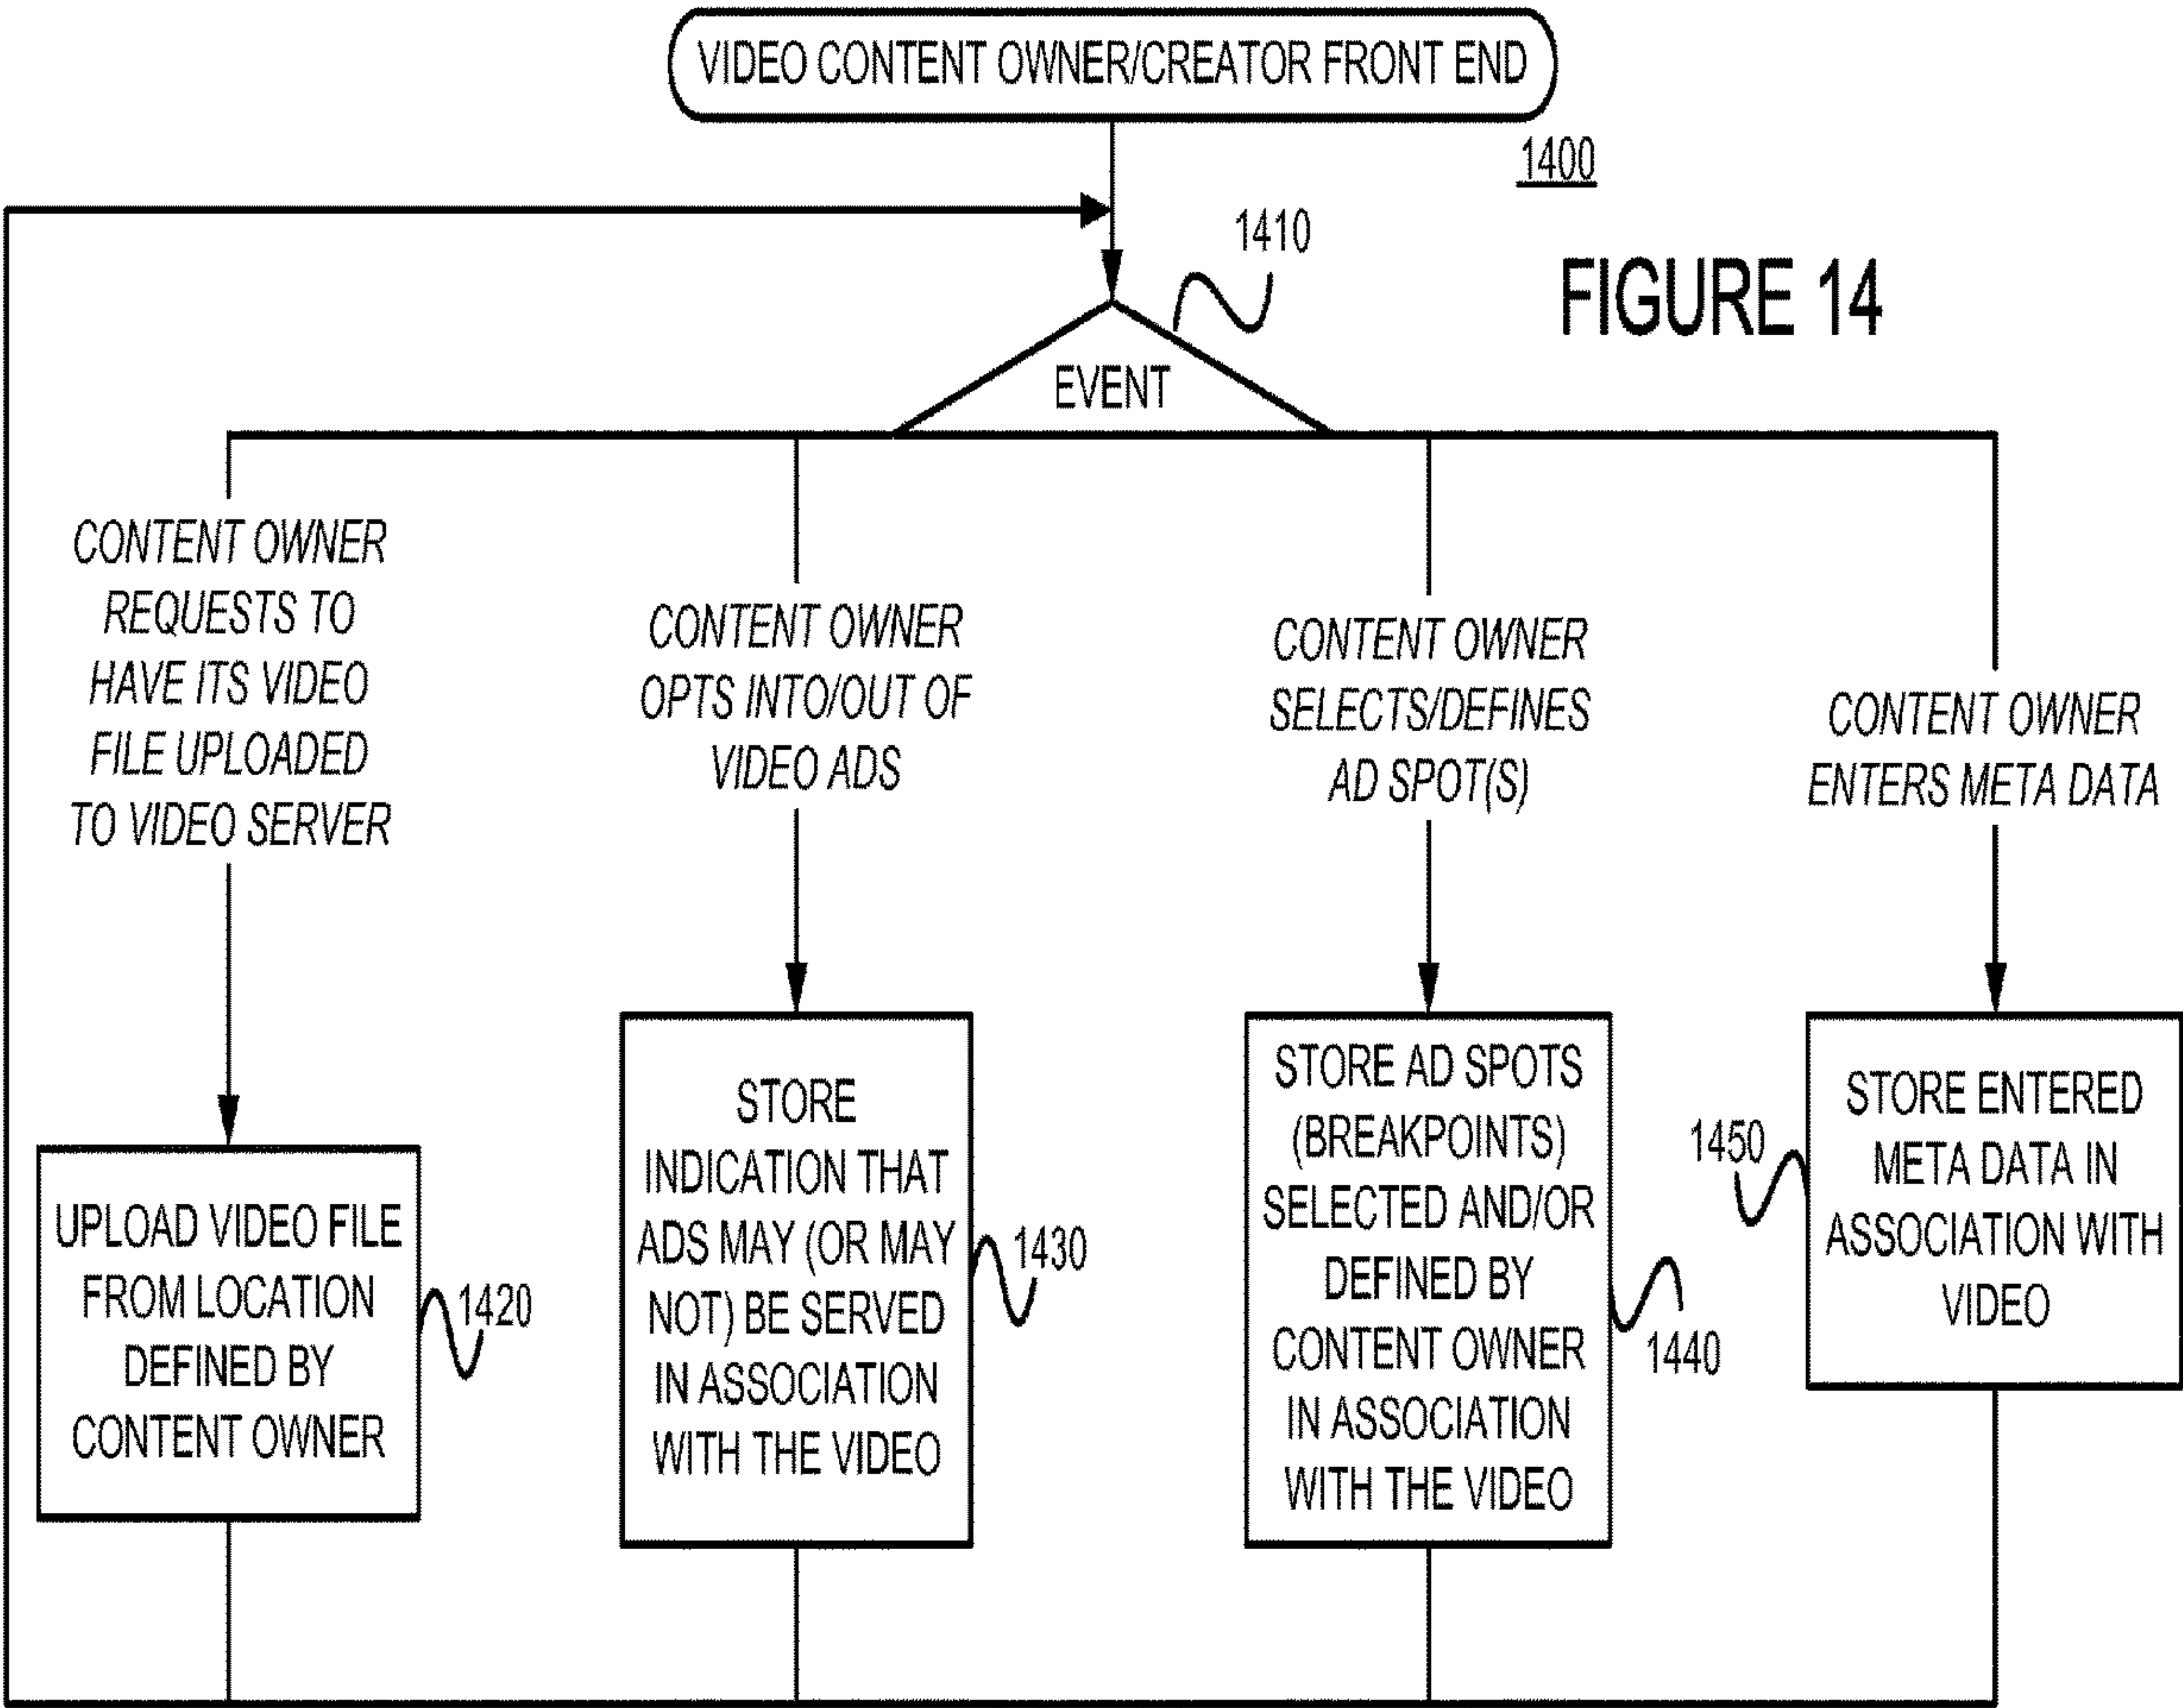 VIDEO CONTENT OWNER/CREATOR FRONT END
1400
1410
FIGURE 14
EVENT
CONTENT OWNER
REQUESTS TO
HAVE ITS VIDEO
FILE UPLOADED
TO VIDEO SERVER
CONTENT OWNER
OPTS INTO/OUT OF
VIDEO ADS
CONTENT OWNER
SELECTS/DEFINES
AD SPOT(S)
CONTENT OWNER
ENTERS META DATA
UPLOAD VIDEO FILE
FROM LOCATION
DEFINED BY
CONTENT OWNER
1420
STORE
INDICATION THAT
ADS MAY (OR MAY
NOT) BE SERVED
IN ASSOCIATION
WITH THE VIDEO
1430
STORE AD SPOTS
(BREAKPOINTS)
SELECTED AND/OR
DEFINED BY
CONTENT OWNER
IN ASSOCIATION
WITH THE VIDEO
1440
1450
STORE ENTERED
META DATA IN
ASSOCIATION WITH
VIDEO